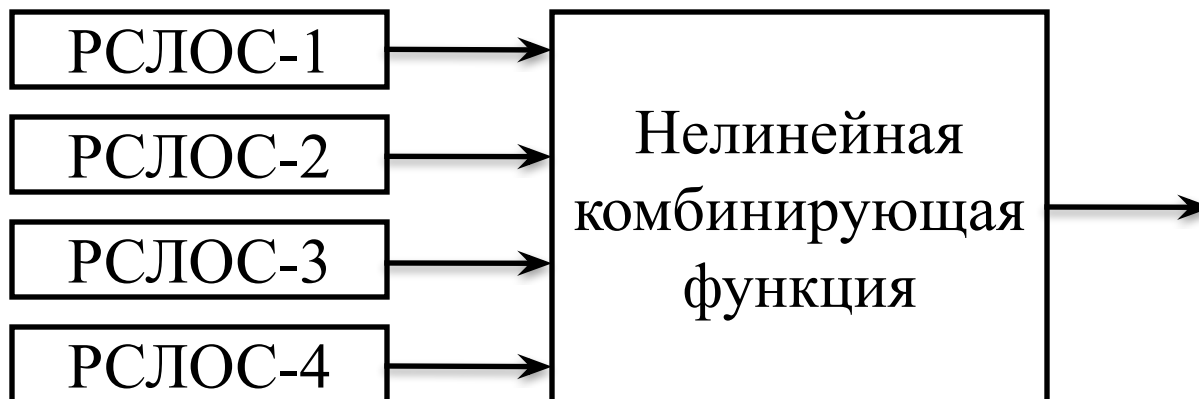 РСЛОС-1
РСЛОС-2
РСЛОС-3
РСЛОС-4
Нелинейная
комбинирующая
функция